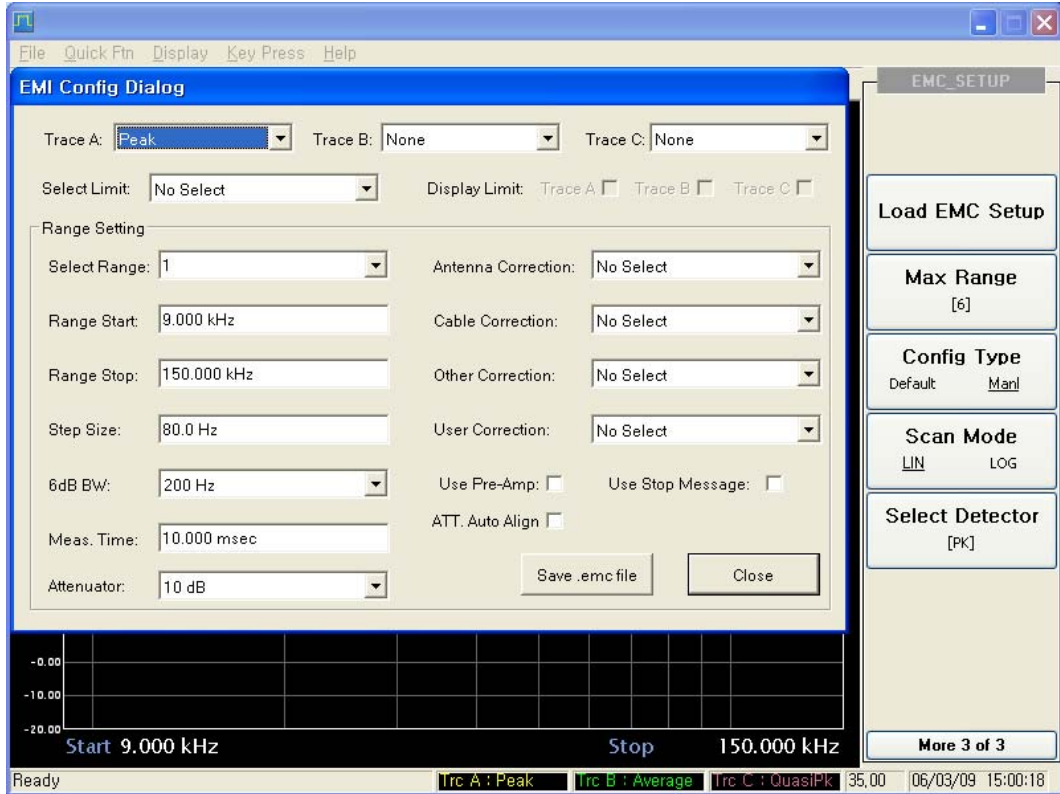 File Quick Ftn Display Key Press Help
EMI Config Dialog
Trace A: Peak Trace B: None Trace C: None
Select Limit: No Select Display Limit: Trace A Trace B Trace C
Range Setting
Select Range: 1 Antenna Correction: No Select
Range Start: 9.000 kHz Cable Correction: No Select
Range Stop: 150.000 kHz Other Correction: No Select
Step Size: 80.0 Hz User Correction: No Select
6dB BW: 200 Hz Use Pre-Amp: Use Stop Message:
ATT. Auto Align
Meas. Time: 10.000 msec
Attenuator: 10 dB
Save .emc file Close
EMC_SETUP
Load EMC Setup
Max Range
[6]
Config Type
Default Manl
Scan Mode
LIN LOG
Select Detector
[PK]
More 3 of 3
-0.00
-10.00
-20.00
Start 9.000 kHz Stop 150.000 kHz
Ready Trc A : Peak Trc B : Average Trc C : QuasiPk 35,00 06/03/09 15:00:18